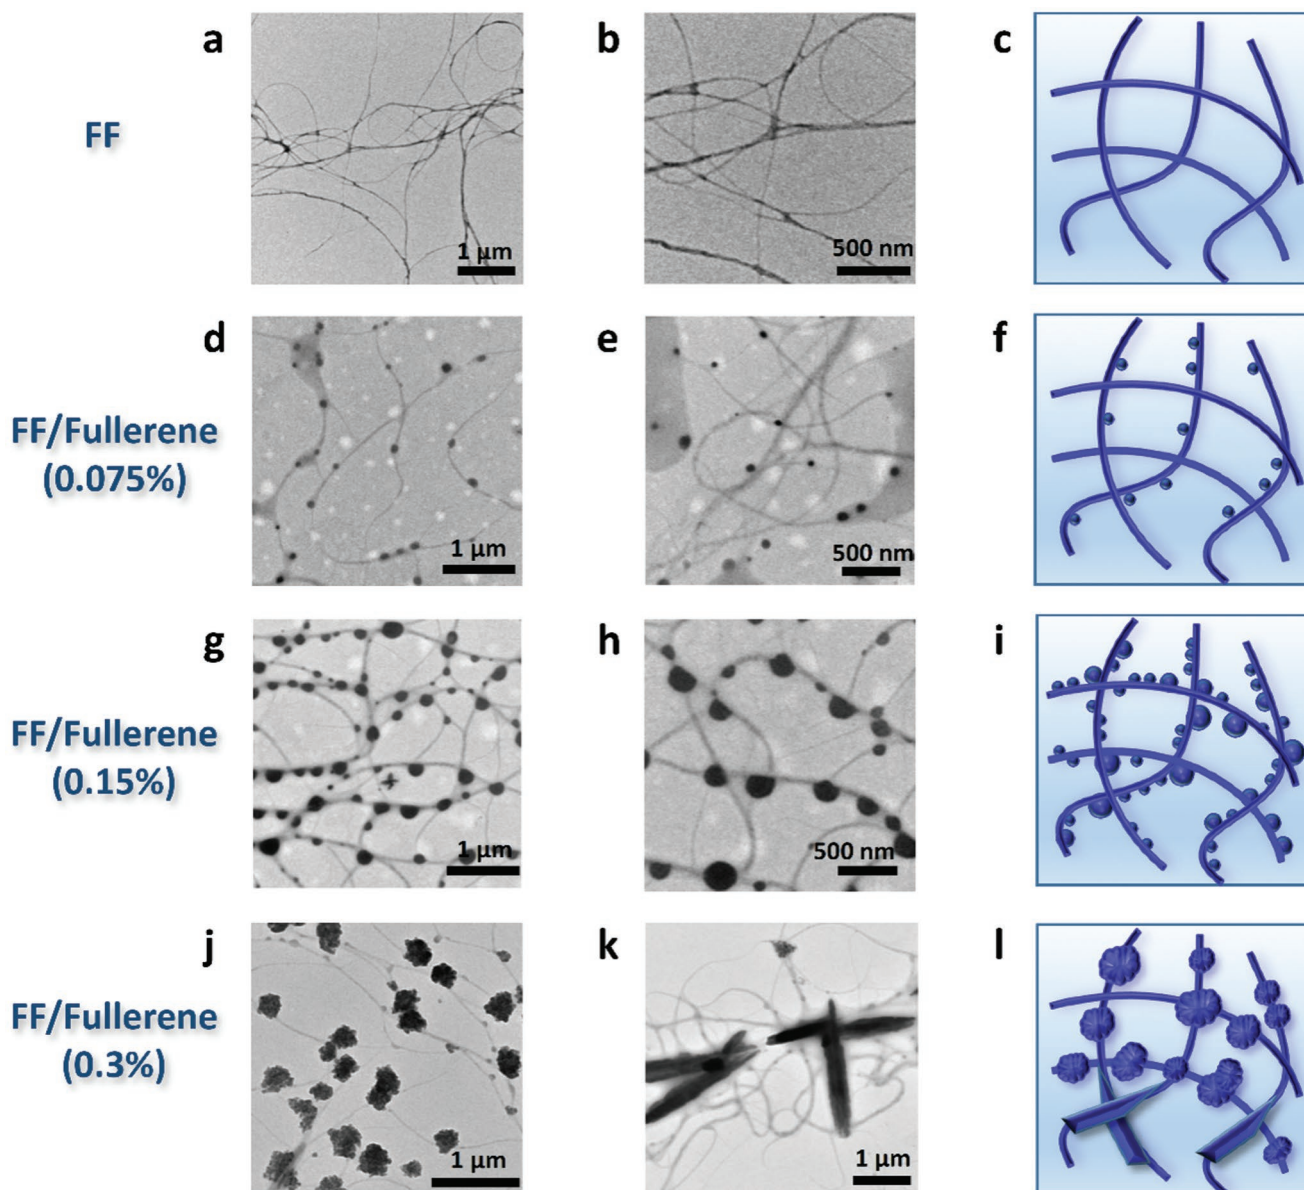 a
b
c
FF
1 µm
500 nm
d
e
f
FF/Fullerene
(0.075%)
1 µm
500 nm
g
h
i
FF/Fullerene
(0.15%)
1 µm
500 nm
j
k
l
FF/Fullerene
(0.3%)
1 µm
1 µm